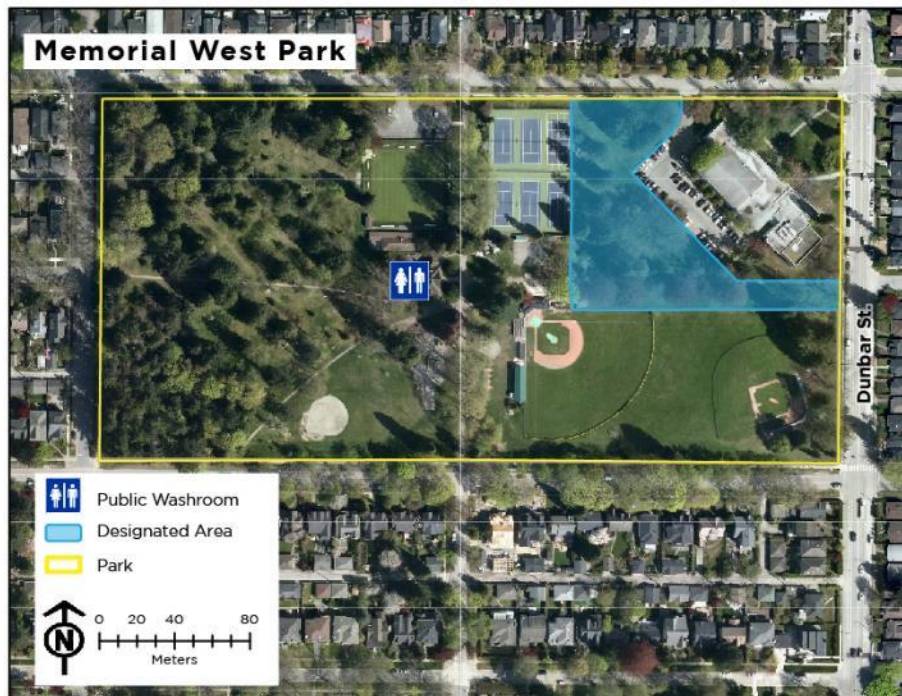 Memorial West Park
Dunbar St.
Public Washroom
Designated Area
Park
N
0 20 40 80
Meters